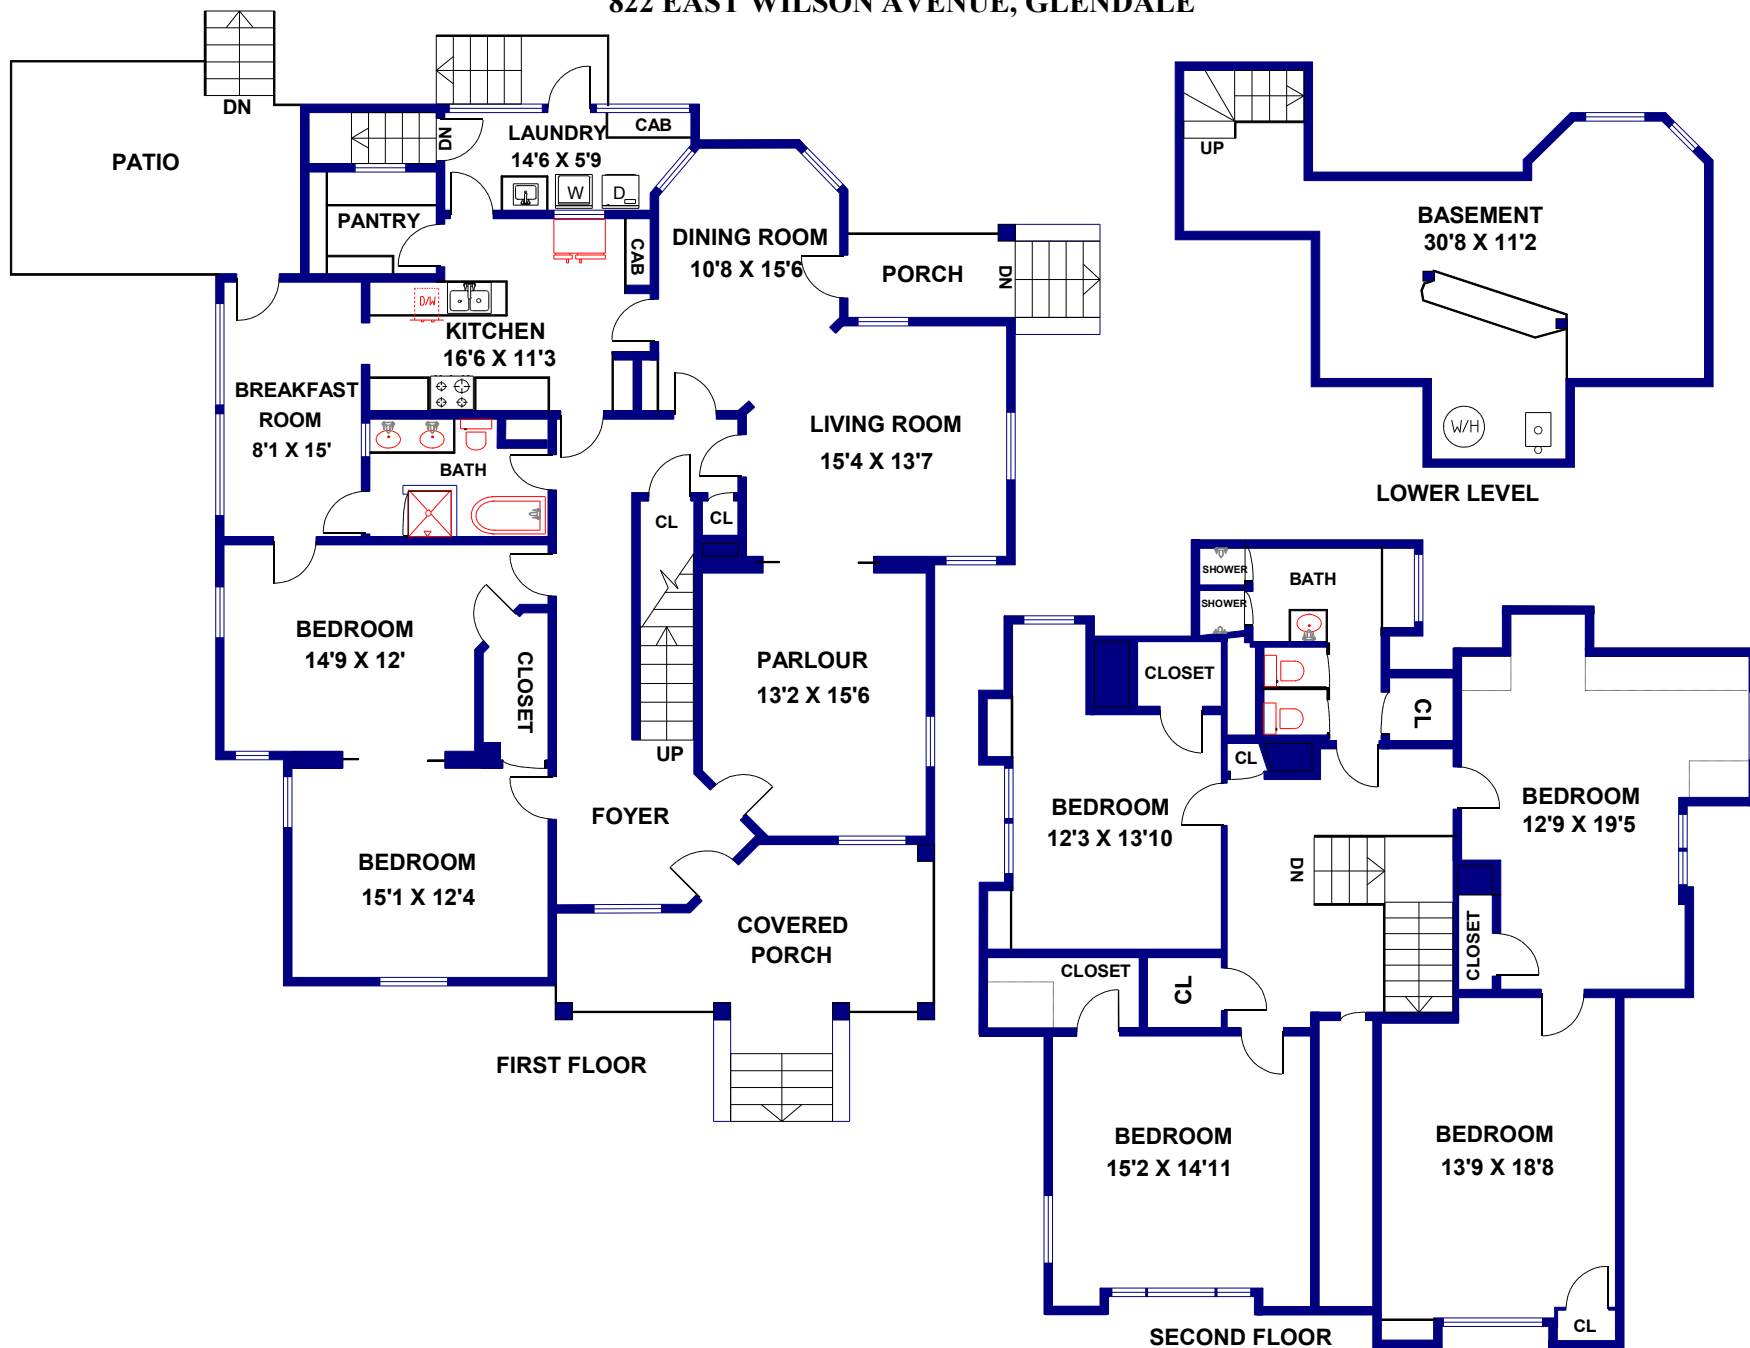 822 EAST WILSON AVENUE, GLENDALE
DN
PATIO
DN
LAUNDRY
14'6 X 5'9
CAB
W
D
PANTRY
CAB
DINING ROOM
10'8 X 15'6
PORCH
DN
D/W
KITCHEN
16'6 X 11'3
BREAKFAST
ROOM
8'1 X 15'
BATH
LIVING ROOM
15'4 X 13'7
CL
CL
BEDROOM
14'9 X 12'
CLOSET
PARLOUR
13'2 X 15'6
UP
FOYER
BEDROOM
15'1 X 12'4
COVERED
PORCH
FIRST FLOOR
UP
BASEMENT
30'8 X 11'2
W/H
LOWER LEVEL
SHOWER
SHOWER
BATH
CLOSET
CL
CL
BEDROOM
12'3 X 13'10
BEDROOM
12'9 X 19'5
DN
CLOSET
CLOSET
CL
BEDROOM
15'2 X 14'11
BEDROOM
13'9 X 18'8
CL
SECOND FLOOR